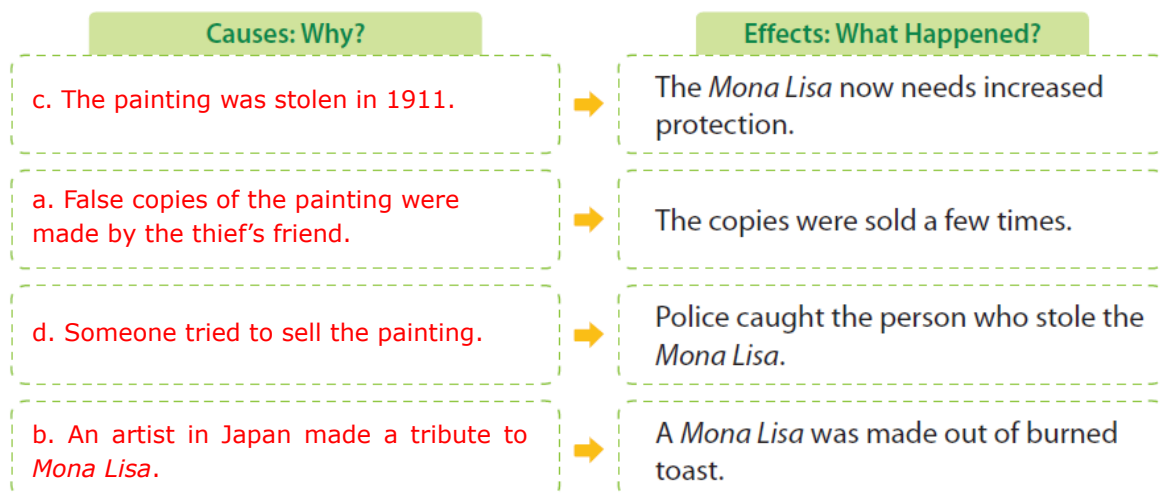 Causes: Why?
Effects: What Happened?
c. The painting was stolen in 1911.
The Mona Lisa now needs increased
protection.
a. False copies of the painting were
made by the thief’s friend.
The copies were sold a few times.
d. Someone tried to sell the painting.
Police caught the person who stole the
Mona Lisa.
b. An artist in Japan made a tribute to
Mona Lisa.
A Mona Lisa was made out of burned
toast.